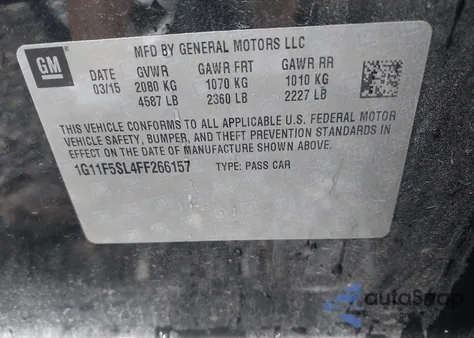 GM
MFD BY GENERAL MOTORS LLC
DATE GVWR GAWR FRT GAWR RR
03/15 2080 KG 1070 KG 1010 KG
4587 LB 2360 LB 2227 LB
THIS VEHICLE CONFORMS TO ALL APPLICABLE U.S. FEDERAL MOTOR
VEHICLE SAFETY, BUMPER, AND THEFT PREVENTION STANDARDS IN
EFFECT ON THE DATE OF MANUFACTURE SHOWN ABOVE.
1G11F5SL4FF266157 TYPE: PASS CAR
autoSnap